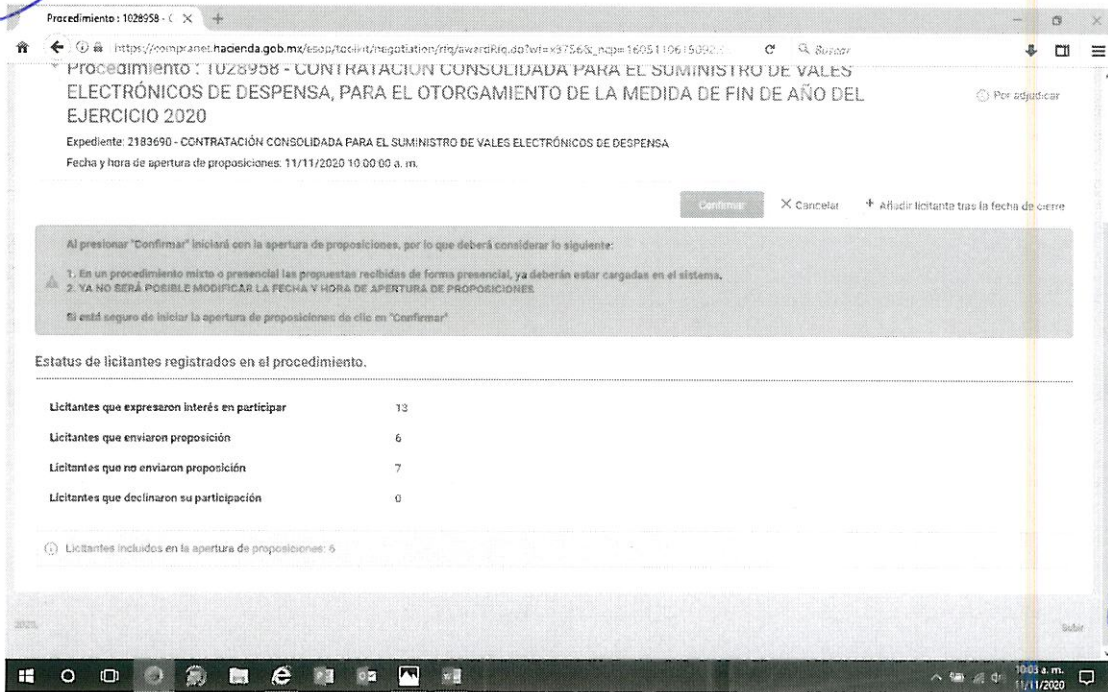 Procedimiento : 1028958 - (
https://compranet.hacienda.gob.mx/esop/toolkit/negotiation/rfq/awardRfq.do?
Buscar
Procedimiento : 1028958 - CONTRATACIÓN CONSOLIDADA PARA EL SUMINISTRO DE VALES
ELECTRÓNICOS DE DESPENSA, PARA EL OTORGAMIENTO DE LA MEDIDA DE FIN DE AÑO DEL
EJERCICIO 2020
Por adjudicar
Expediente: 2183690 - CONTRATACIÓN CONSOLIDADA PARA EL SUMINISTRO DE VALES ELECTRÓNICOS DE DESPENSA
Fecha y hora de apertura de proposiciones: 11/11/2020 10:00:00 a. m.
Confirmar
Cancelar
+ Añadir licitante tras la fecha de cierre
Al presionar "Confirmar" iniciará con la apertura de proposiciones, por lo que deberá considerar lo siguiente:
1. En un procedimiento mixto o presencial las propuestas recibidas de forma presencial, ya deberán estar cargadas en el sistema.
2. YA NO SERÁ POSIBLE MODIFICAR LA FECHA Y HORA DE APERTURA DE PROPOSICIONES
Si está seguro de iniciar la apertura de proposiciones de clic en "Confirmar"
Estatus de licitantes registrados en el procedimiento.
Licitantes que expresaron interés en participar 13
Licitantes que enviaron proposición 6
Licitantes que no enviaron proposición 7
Licitantes que declinaron su participación 0
Licitantes incluidos en la apertura de proposiciones: 6
Subir
10:03 a. m.
11/11/2020